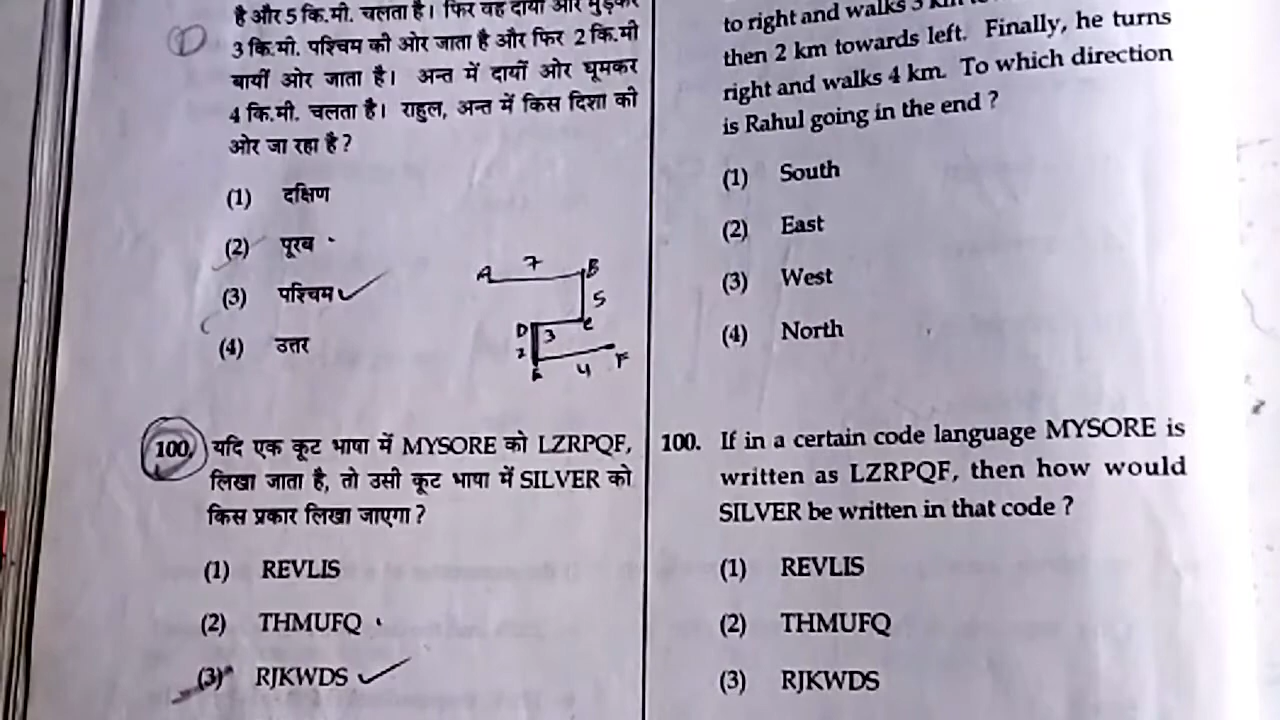 है और 5 कि.मी. चलता है। फिर वह दायीं ओर मुड़कर
3 कि.मी. पश्चिम की ओर जाता है और फिर 2 कि.मी
बायीं ओर जाता है। अन्त में दायीं ओर घूमकर
4 कि.मी. चलता है। राहुल, अन्त में किस दिशा की
ओर जा रहा है ?
(1) दक्षिण
(2) पूरब
(3) पश्चिम
(4) उत्तर
A 7 B
5
D 3 C
2
4 F
100. यदि एक कूट भाषा में MYSORE को LZRPQF,
लिखा जाता है, तो उसी कूट भाषा में SILVER को
किस प्रकार लिखा जाएगा ?
(1) REVLIS
(2) THMUFQ
(3) RJKWDS
to right and walks 3 km
then 2 km towards left. Finally, he turns
right and walks 4 km. To which direction
is Rahul going in the end ?
(1) South
(2) East
(3) West
(4) North
100. If in a certain code language MYSORE is
written as LZRPQF, then how would
SILVER be written in that code ?
(1) REVLIS
(2) THMUFQ
(3) RJKWDS